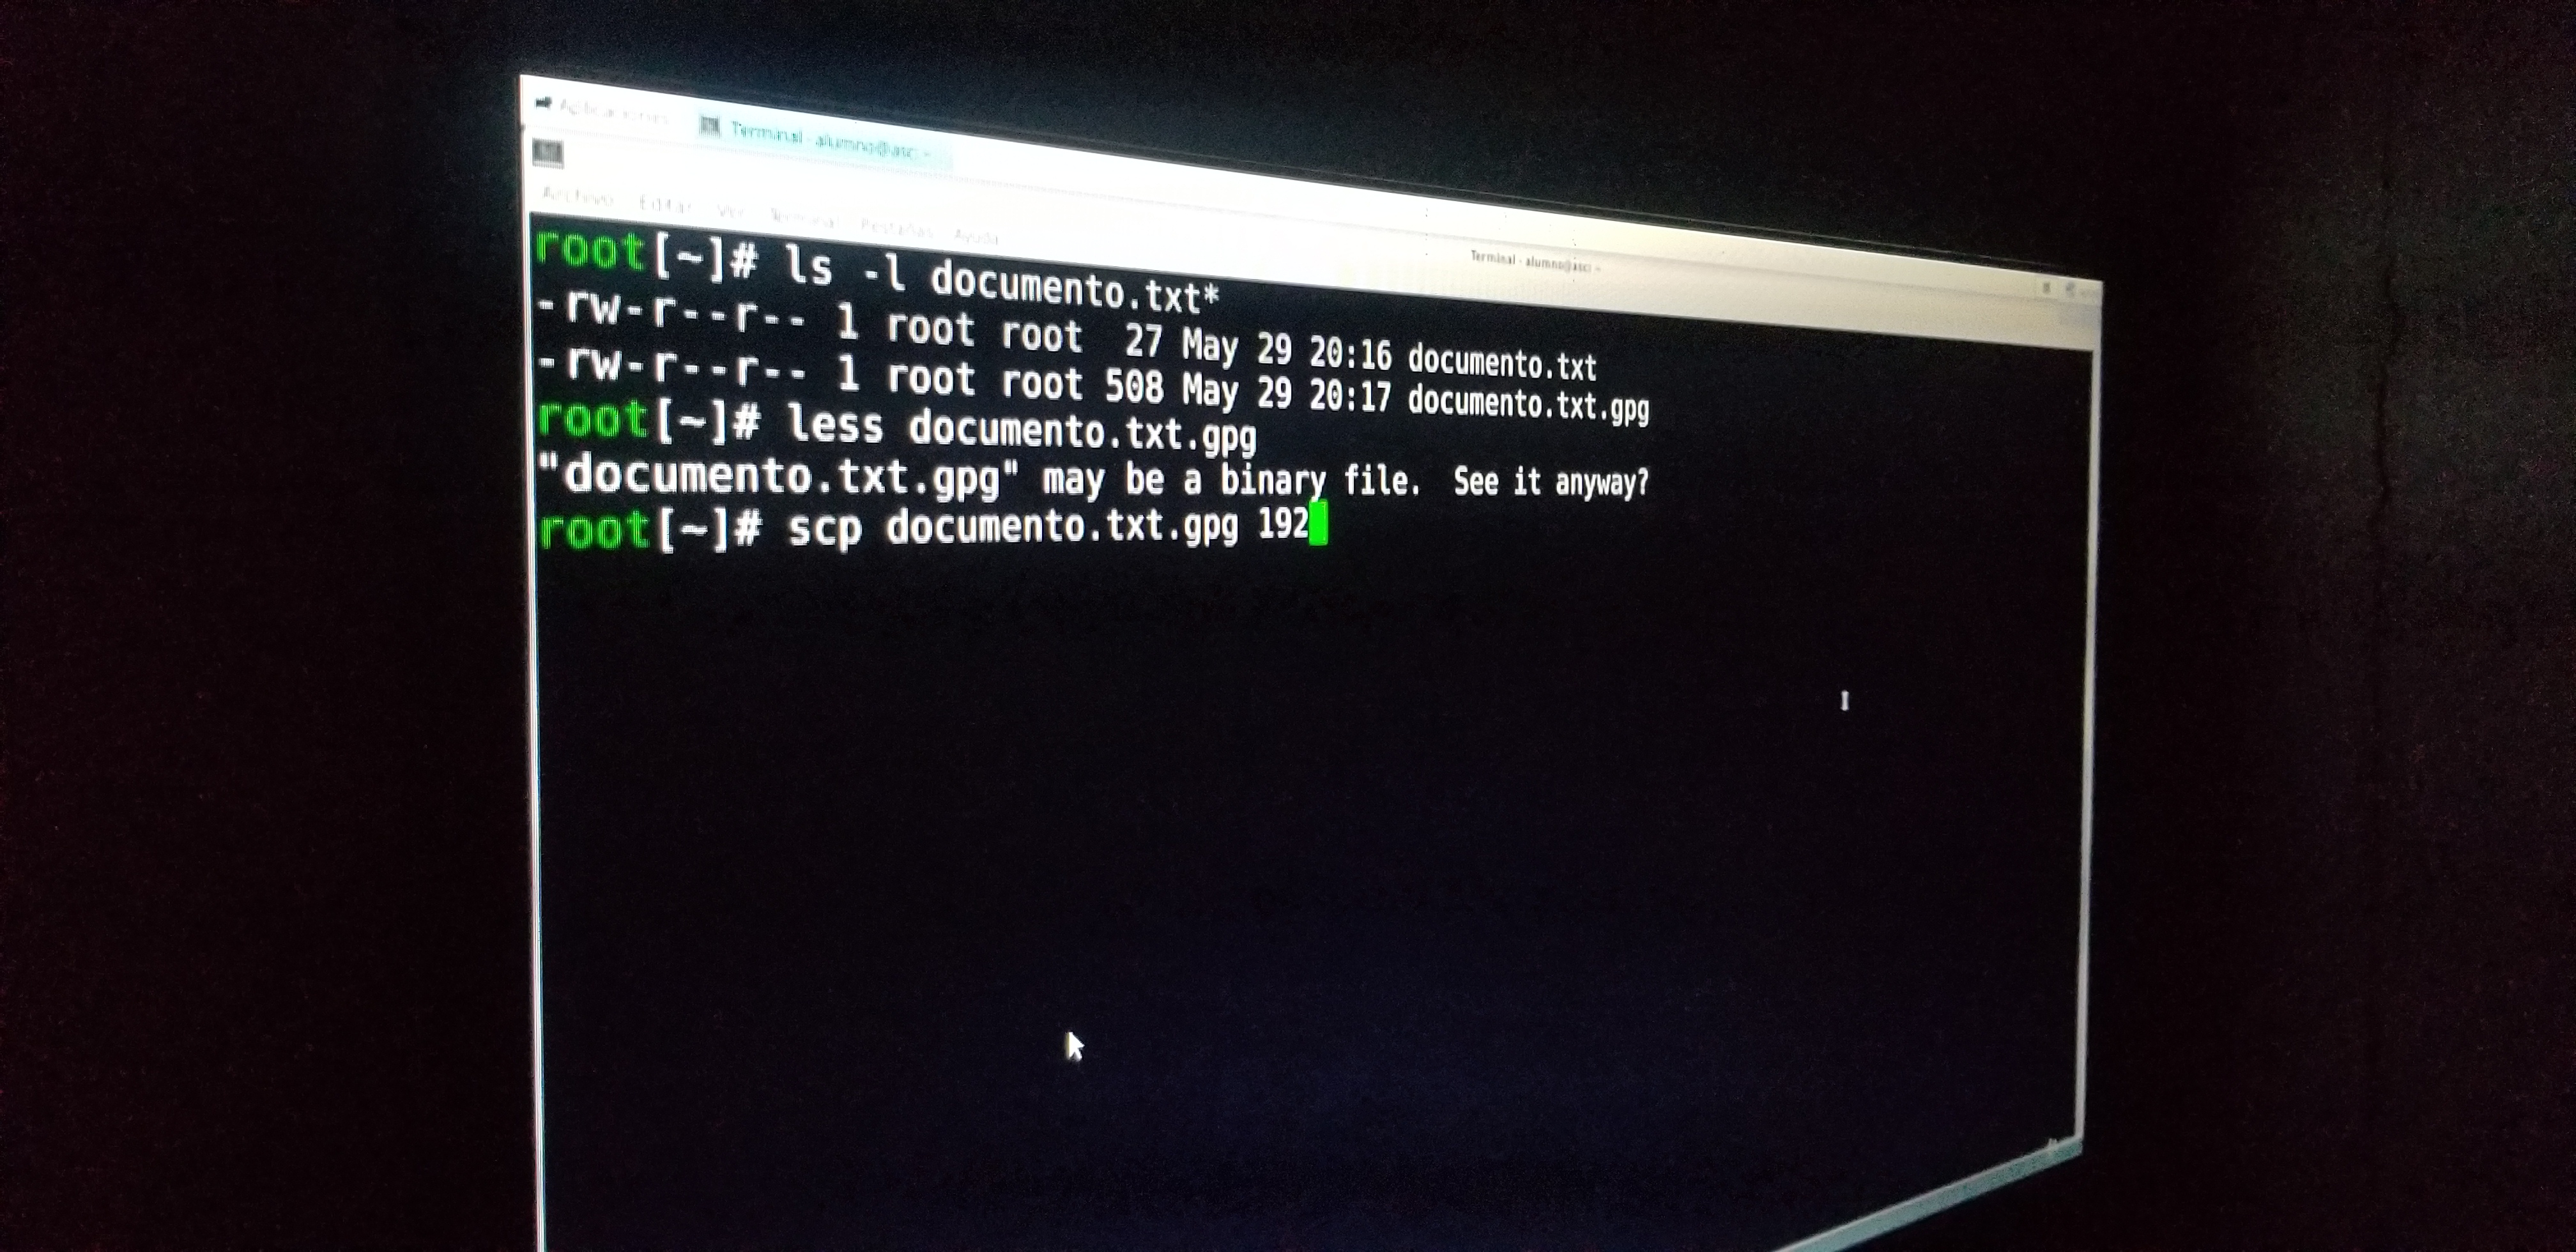 Aplicaciones Terminal - alumno@asci: ~
Terminal - alumno@asci: ~
Archivo Editar Ver Terminal Pestañas Ayuda
root[~]# ls -l documento.txt*
-rw-r--r-- 1 root root  27 May 29 20:16 documento.txt
-rw-r--r-- 1 root root 508 May 29 20:17 documento.txt.gpg
root[~]# less documento.txt.gpg
"documento.txt.gpg" may be a binary file.  See it anyway?
root[~]# scp documento.txt.gpg 192